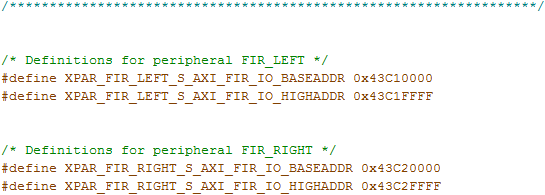 /******************************************************************/
/* Definitions for peripheral FIR_LEFT */
#define XPAR_FIR_LEFT_S_AXI_FIR_IO_BASEADDR 0x43C10000
#define XPAR_FIR_LEFT_S_AXI_FIR_IO_HIGHADDR 0x43C1FFFF
/* Definitions for peripheral FIR_RIGHT */
#define XPAR_FIR_RIGHT_S_AXI_FIR_IO_BASEADDR 0x43C20000
#define XPAR_FIR_RIGHT_S_AXI_FIR_IO_HIGHADDR 0x43C2FFFF